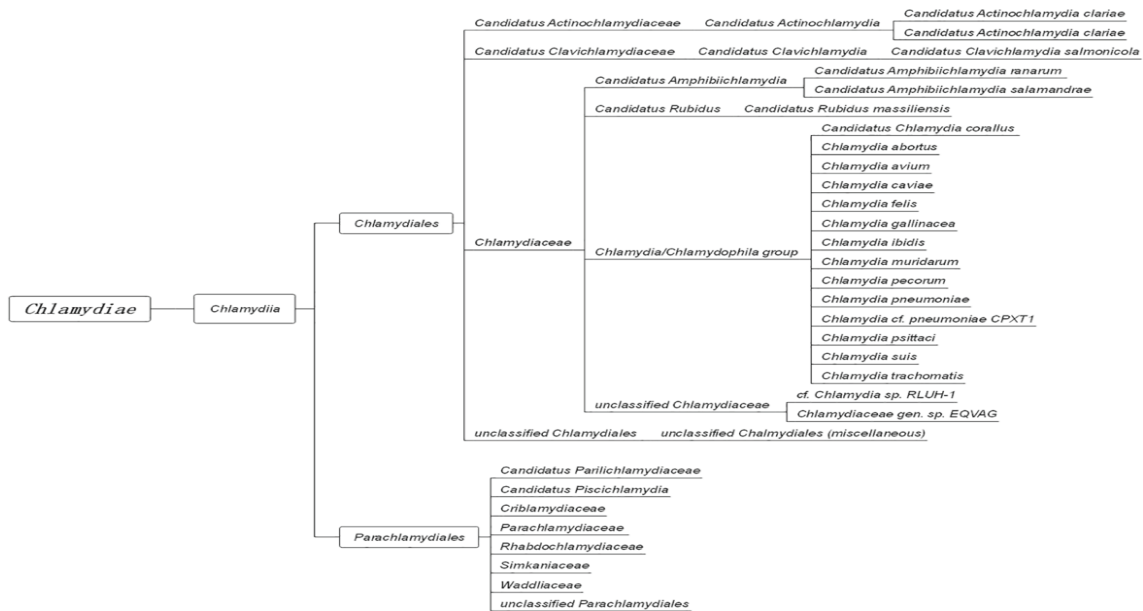 Candidatus Actinochlamydiaceae Candidatus Actinochlamydia Candidatus Actinochlamydia clariae
Candidatus Actinochlamydia clariae
Candidatus Clavichlamydiaceae Candidatus Clavichlamydia Candidatus Clavichlamydia salmonicola
Candidatus Amphibiichlamydia Candidatus Amphibiichlamydia ranarum
Candidatus Amphibiichlamydia salamandrae
Candidatus Rubidus Candidatus Rubidus massiliensis
Candidatus Chlamydia corallus
Chlamydia abortus
Chlamydia avium
Chlamydia caviae
Chlamydia felis
Chlamydiales
Chlamydia gallinacea
Chlamydiaceae
Chlamydia/Chlamydophila group
Chlamydia ibidis
Chlamydia muridarum
Chlamydia pecorum
Chlamydiae Chlamydiia
Chlamydia pneumoniae
Chlamydia cf. pneumoniae CPXT1
Chlamydia psittaci
Chlamydia suis
Chlamydia trachomatis
unclassified Chlamydiaceae cf. Chlamydia sp. RLUH-1
Chlamydiaceae gen. sp. EQVAG
unclassified Chlamydiales unclassified Chalmydiales (miscellaneous)
Candidatus Parilichlamydiaceae
Candidatus Piscichlamydia
Criblamydiaceae
Parachlamydiales
Parachlamydiaceae
Rhabdochlamydiaceae
Simkaniaceae
Waddliaceae
unclassified Parachlamydiales